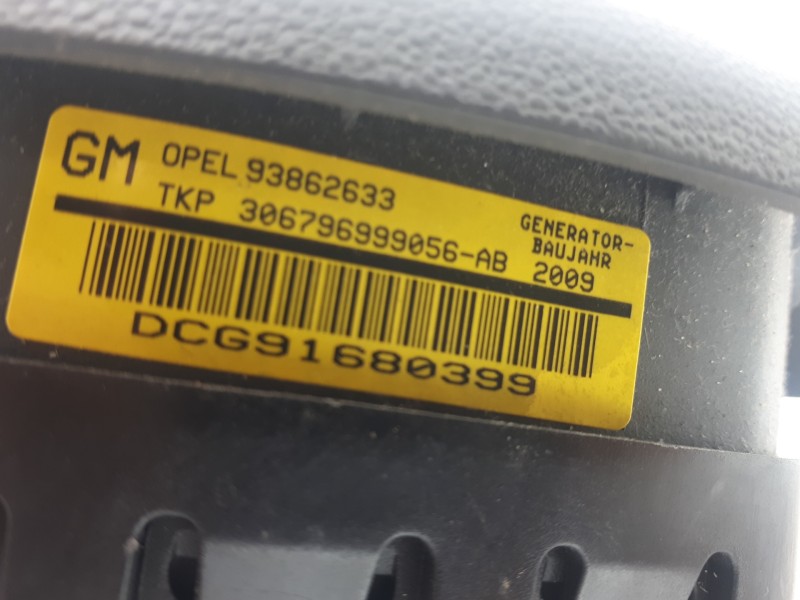 GM OPEL 93862633
TKP 306796999056-AB
GENERATOR-
BAUJAHR
2009
DCG91680399